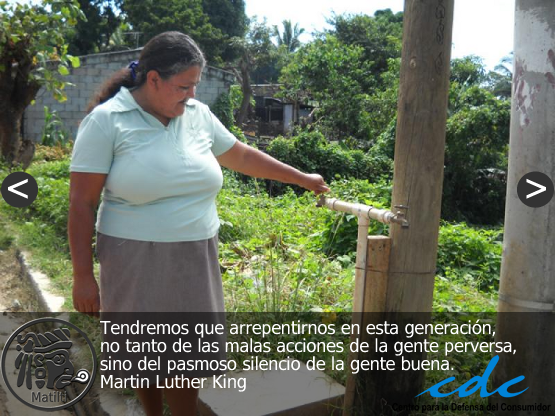 Tendremos que arrepentirnos en esta generación,
no tanto de las malas acciones de la gente perversa,
sino del pasmoso silencio de la gente buena.
Martin Luther King
Matilt
cdc
Centro para la Defensa del Consumidor